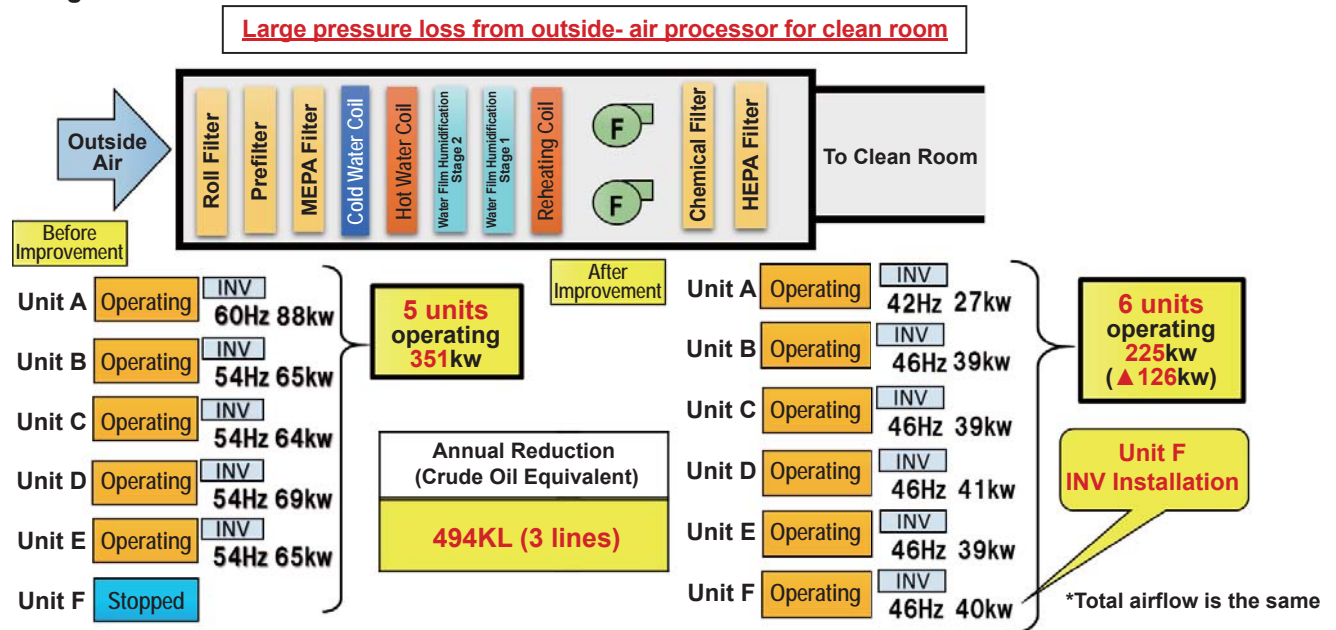 Large pressure loss from outside- air processor for clean room
Outside
Air
Roll Filter
Prefilter
MEPA Filter
Cold Water Coil
Hot Water Coil
Water Film Humidification
Stage 2
Water Film Humidification
Stage 1
Reheating Coil
F
F
Chemical Filter
HEPA Filter
To Clean Room
Before
Improvement
Unit A Operating INV
60Hz 88kw
Unit B Operating INV
54Hz 65kw
Unit C Operating INV
54Hz 64kw
Unit D Operating INV
54Hz 69kw
Unit E Operating INV
54Hz 65kw
Unit F Stopped
5 units
operating
351kw
Annual Reduction
(Crude Oil Equivalent)
494KL (3 lines)
After
Improvement
Unit A Operating INV
42Hz 27kw
Unit B Operating INV
46Hz 39kw
Unit C Operating INV
46Hz 39kw
Unit D Operating INV
46Hz 41kw
Unit E Operating INV
46Hz 39kw
Unit F Operating INV
46Hz 40kw
6 units
operating
225kw
(▲126kw)
Unit F
INV Installation
*Total airflow is the same